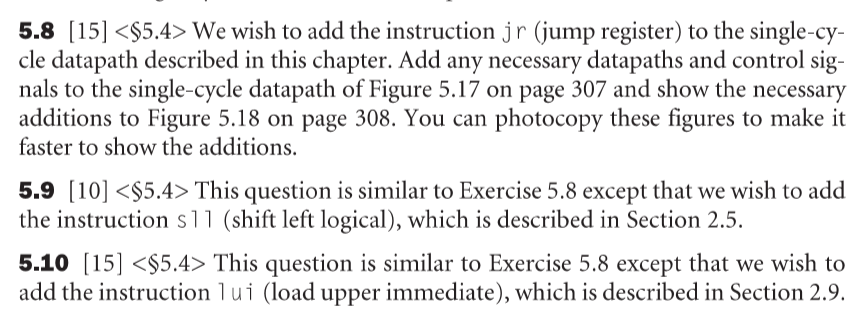 5.8 [15] <§5.4> We wish to add the instruction jr (jump register) to the single-cy-
cle datapath described in this chapter. Add any necessary datapaths and control sig-
nals to the single-cycle datapath of Figure 5.17 on page 307 and show the necessary
additions to Figure 5.18 on page 308. You can photocopy these figures to make it
faster to show the additions.
5.9 [10] <§5.4> This question is similar to Exercise 5.8 except that we wish to add
the instruction sll (shift left logical), which is described in Section 2.5.
5.10 [15] <§5.4> This question is similar to Exercise 5.8 except that we wish to
add the instruction lui (load upper immediate), which is described in Section 2.9.